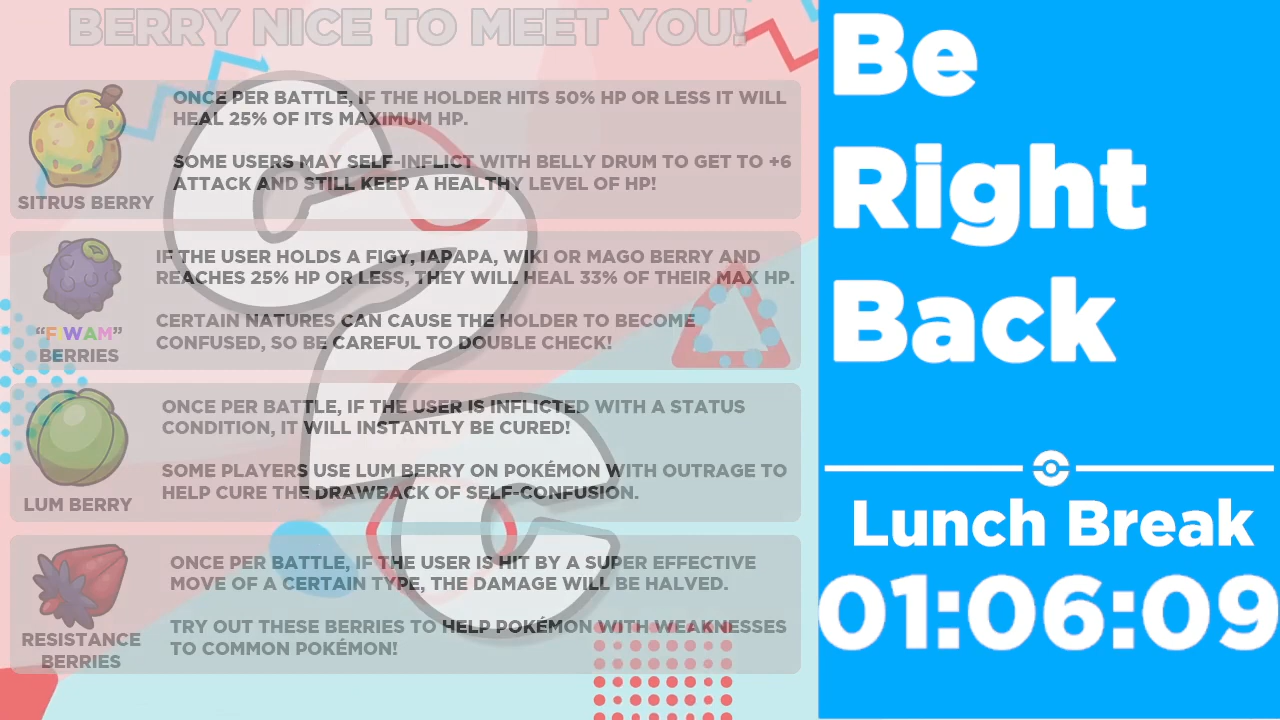 BERRY NICE TO MEET YOU!
ONCE PER BATTLE, IF THE HOLDER HITS 50% HP OR LESS IT WILL
HEAL 25% OF ITS MAXIMUM HP.
SOME USERS MAY SELF-INFLICT WITH BELLY DRUM TO GET TO +6
ATTACK AND STILL KEEP A HEALTHY LEVEL OF HP!
SITRUS BERRY
IF THE USER HOLDS A FIGY, IAPAPA, WIKI OR MAGO BERRY AND
REACHES 25% HP OR LESS, THEY WILL HEAL 33% OF THEIR MAX HP.
CERTAIN NATURES CAN CAUSE THE HOLDER TO BECOME
CONFUSED, SO BE CAREFUL TO DOUBLE CHECK!
“FIWAM”
BERRIES
ONCE PER BATTLE, IF THE USER IS INFLICTED WITH A STATUS
CONDITION, IT WILL INSTANTLY BE CURED!
SOME PLAYERS USE LUM BERRY ON POKÉMON WITH OUTRAGE TO
HELP CURE THE DRAWBACK OF SELF-CONFUSION.
LUM BERRY
ONCE PER BATTLE, IF THE USER IS HIT BY A SUPER EFFECTIVE
MOVE OF A CERTAIN TYPE, THE DAMAGE WILL BE HALVED.
TRY OUT THESE BERRIES TO HELP POKÉMON WITH WEAKNESSES
TO COMMON POKÉMON!
RESISTANCE
BERRIES
Be
Right
Back
Lunch Break
01:06:09